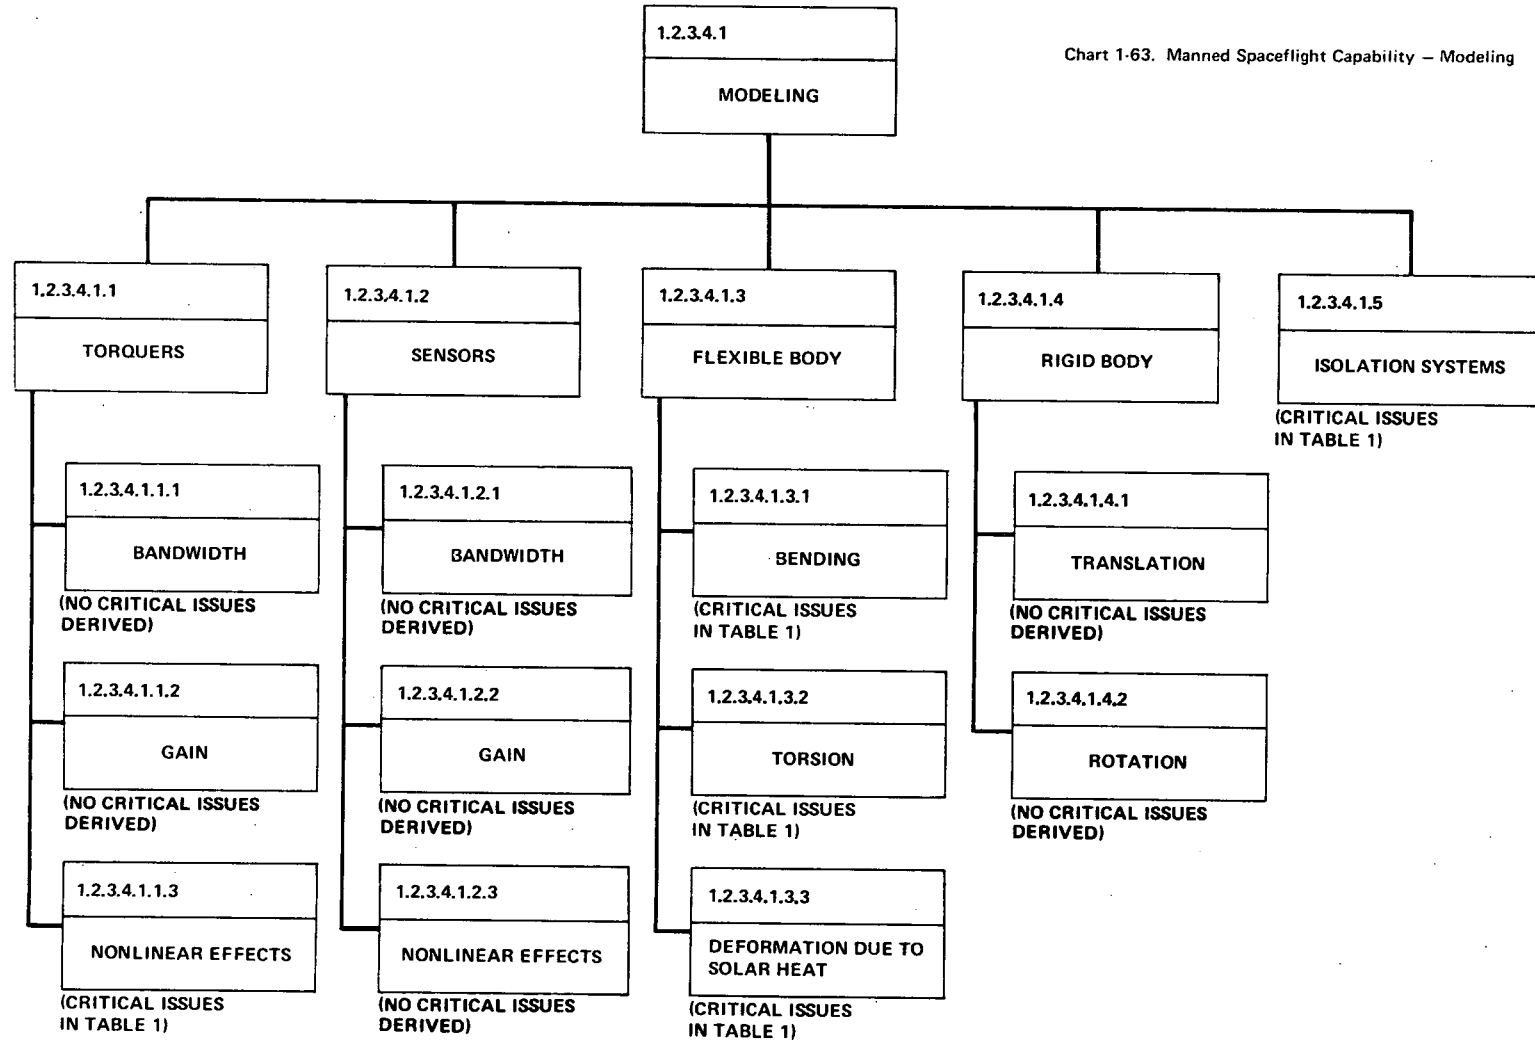 1.2.3.4.1
MODELING
Chart 1-63. Manned Spaceflight Capability – Modeling
1.2.3.4.1.1
TORQUERS
1.2.3.4.1.2
SENSORS
1.2.3.4.1.3
FLEXIBLE BODY
1.2.3.4.1.4
RIGID BODY
1.2.3.4.1.5
ISOLATION SYSTEMS
(CRITICAL ISSUES
IN TABLE 1)
1.2.3.4.1.1.1
BANDWIDTH
(NO CRITICAL ISSUES
DERIVED)
1.2.3.4.1.1.2
GAIN
(NO CRITICAL ISSUES
DERIVED)
1.2.3.4.1.1.3
NONLINEAR EFFECTS
(CRITICAL ISSUES
IN TABLE 1)
1.2.3.4.1.2.1
BANDWIDTH
(NO CRITICAL ISSUES
DERIVED)
1.2.3.4.1.2.2
GAIN
(NO CRITICAL ISSUES
DERIVED)
1.2.3.4.1.2.3
NONLINEAR EFFECTS
(NO CRITICAL ISSUES
DERIVED)
1.2.3.4.1.3.1
BENDING
(CRITICAL ISSUES
IN TABLE 1)
1.2.3.4.1.3.2
TORSION
(CRITICAL ISSUES
IN TABLE 1)
1.2.3.4.1.3.3
DEFORMATION DUE TO
SOLAR HEAT
(CRITICAL ISSUES
IN TABLE 1)
1.2.3.4.1.4.1
TRANSLATION
(NO CRITICAL ISSUES
DERIVED)
1.2.3.4.1.4.2
ROTATION
(NO CRITICAL ISSUES
DERIVED)